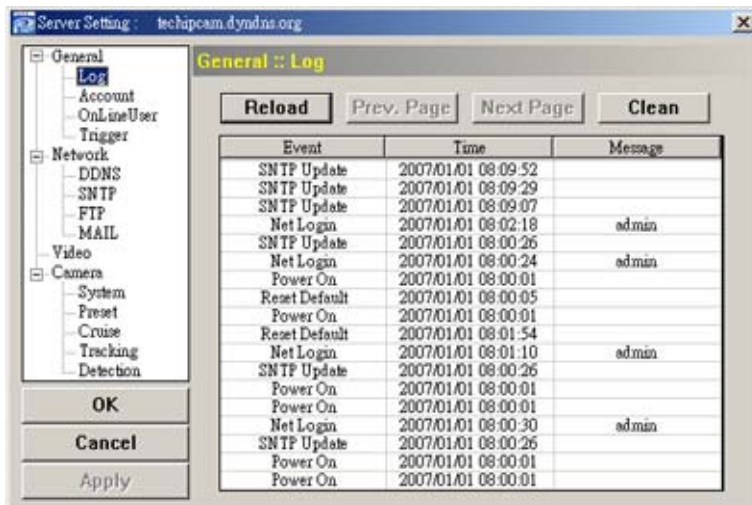 Server Setting : techipcam.dyndns.org
General
Log
Account
OnLineUser
Trigger
Network
DDNS
SNTP
FTP
MAIL
Video
Camera
System
Preset
Cruise
Tracking
Detection
OK
Cancel
Apply
General :: Log
Reload Prev. Page Next Page Clean
Event Time Message
SNTP Update 2007/01/01 08:09:52
SNTP Update 2007/01/01 08:09:29
SNTP Update 2007/01/01 08:09:07
Net Login 2007/01/01 08:02:18 admin
SNTP Update 2007/01/01 08:00:26
Net Login 2007/01/01 08:00:24 admin
Power On 2007/01/01 08:00:01
Reset Default 2007/01/01 08:00:05
Power On 2007/01/01 08:00:01
Reset Default 2007/01/01 08:01:54
Net Login 2007/01/01 08:01:10 admin
SNTP Update 2007/01/01 08:00:26
Power On 2007/01/01 08:00:01
Power On 2007/01/01 08:00:01
Net Login 2007/01/01 08:00:30 admin
SNTP Update 2007/01/01 08:00:26
Power On 2007/01/01 08:00:01
Power On 2007/01/01 08:00:01